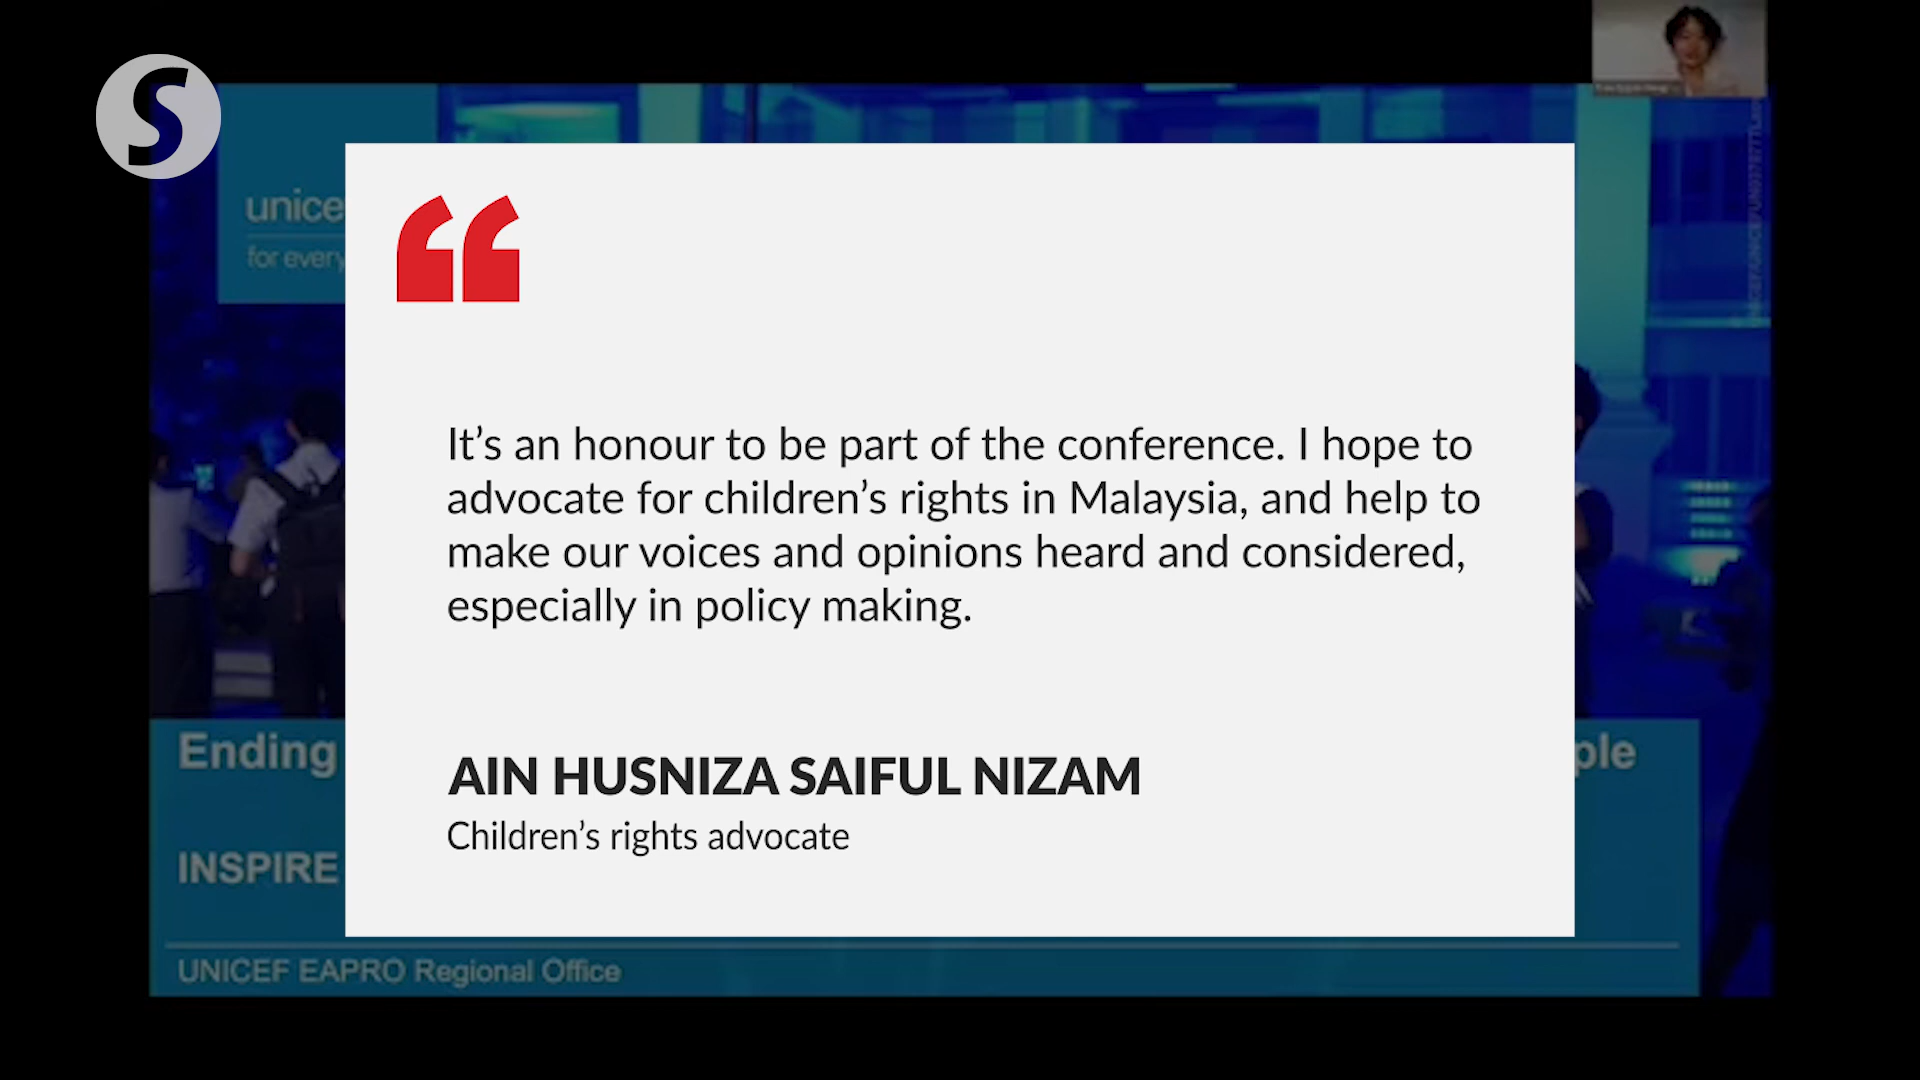 S
unice
for every
“
It’s an honour to be part of the conference. I hope to
advocate for children’s rights in Malaysia, and help to
make our voices and opinions heard and considered,
especially in policy making.
AIN HUSNIZA SAIFUL NIZAM
Children’s rights advocate
Ending
ple
INSPIRE
UNICEF EAPRO Regional Office